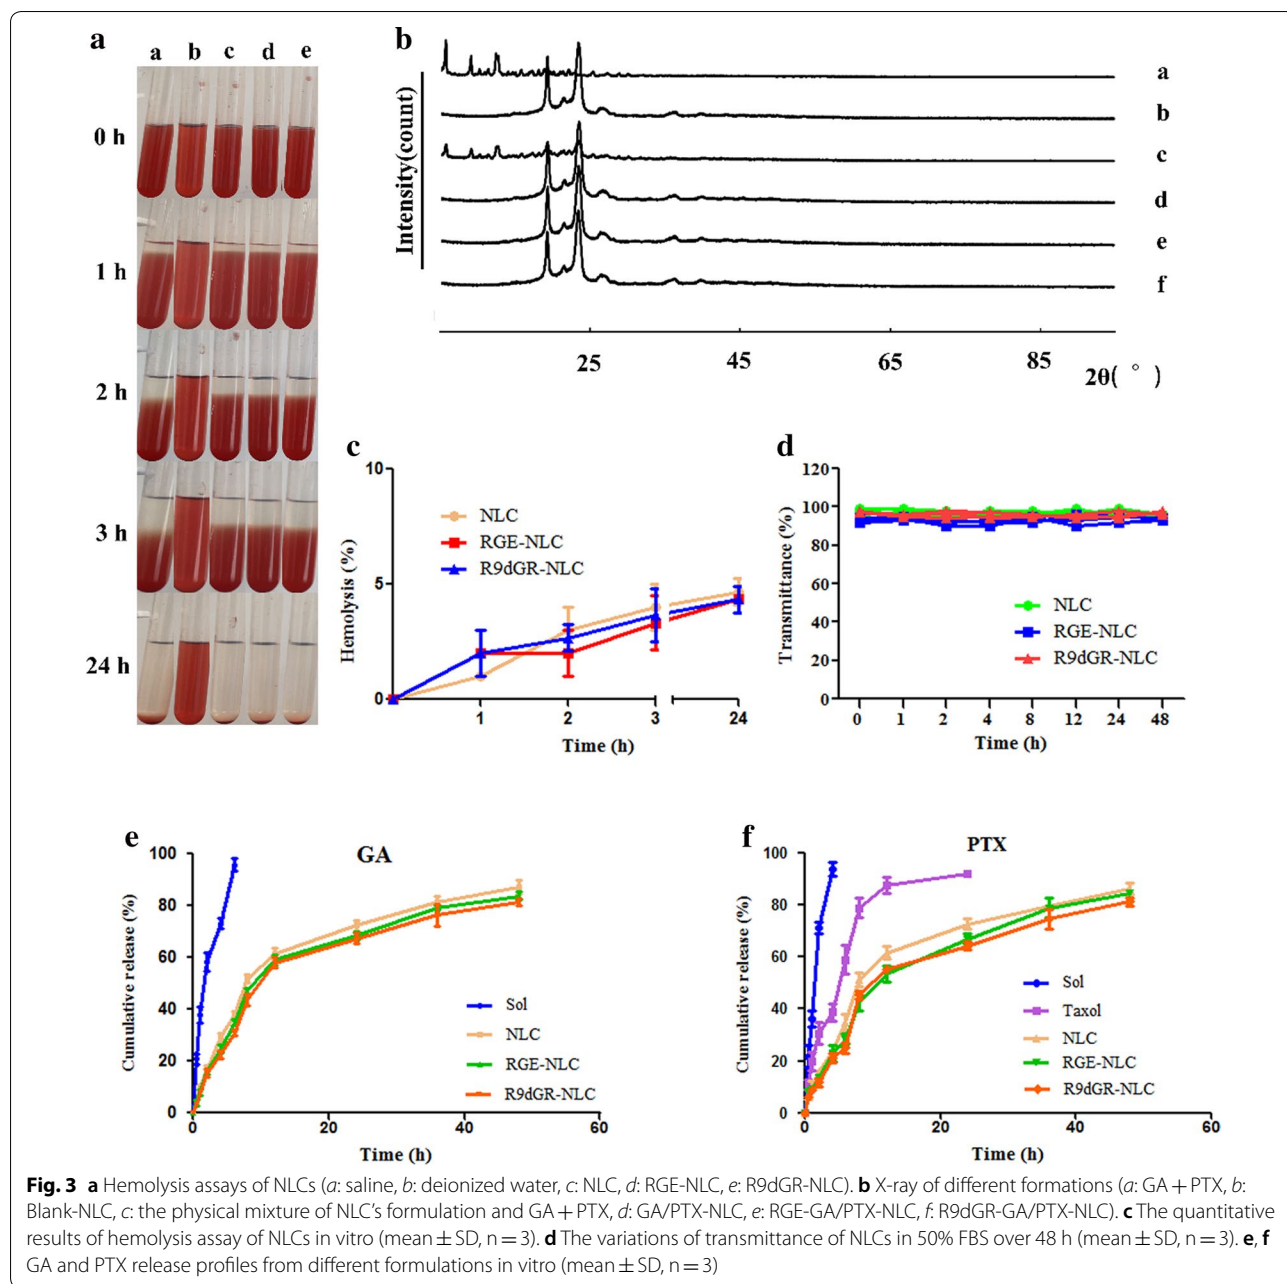 a
a b c d e
0 h
1 h
2 h
3 h
24 h
b
Intensity(count)
a
b
c
d
e
f
25 45 65 85
2θ( ° )
c
Hemolysis (%)
10
5
0
NLC
RGE-NLC
R9dGR-NLC
1 2 3 24
Time (h)
d
Transmittance (%)
120
100
80
60
40
20
0
NLC
RGE-NLC
R9dGR-NLC
0 1 2 4 8 12 24 48
Time (h)
e
GA
Cumulative release (%)
100
80
60
40
20
0
Sol
NLC
RGE-NLC
R9dGR-NLC
0 20 40 60
Time (h)
f
PTX
Cumulative release (%)
100
80
60
40
20
0
Sol
Taxol
NLC
RGE-NLC
R9dGR-NLC
0 20 40 60
Time (h)
Fig. 3 a Hemolysis assays of NLCs (a: saline, b: deionized water, c: NLC, d: RGE-NLC, e: R9dGR-NLC). b X-ray of different formations (a: GA + PTX, b:
Blank-NLC, c: the physical mixture of NLC's formulation and GA + PTX, d: GA/PTX-NLC, e: RGE-GA/PTX-NLC, f: R9dGR-GA/PTX-NLC). c The quantitative
results of hemolysis assay of NLCs in vitro (mean ± SD, n = 3). d The variations of transmittance of NLCs in 50% FBS over 48 h (mean ± SD, n = 3). e, f
GA and PTX release profiles from different formulations in vitro (mean ± SD, n = 3)